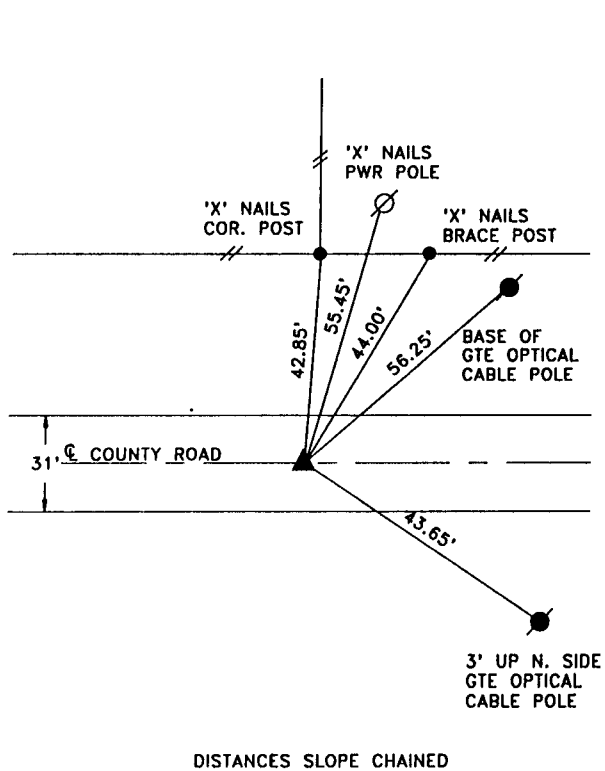 'X' NAILS
PWR POLE
'X' NAILS
COR. POST
'X' NAILS
BRACE POST
42.85'
55.45'
44.00'
56.25'
BASE OF
GTE OPTICAL
CABLE POLE
31'
℄ COUNTY ROAD
43.65'
3' UP N. SIDE
GTE OPTICAL
CABLE POLE
DISTANCES SLOPE CHAINED